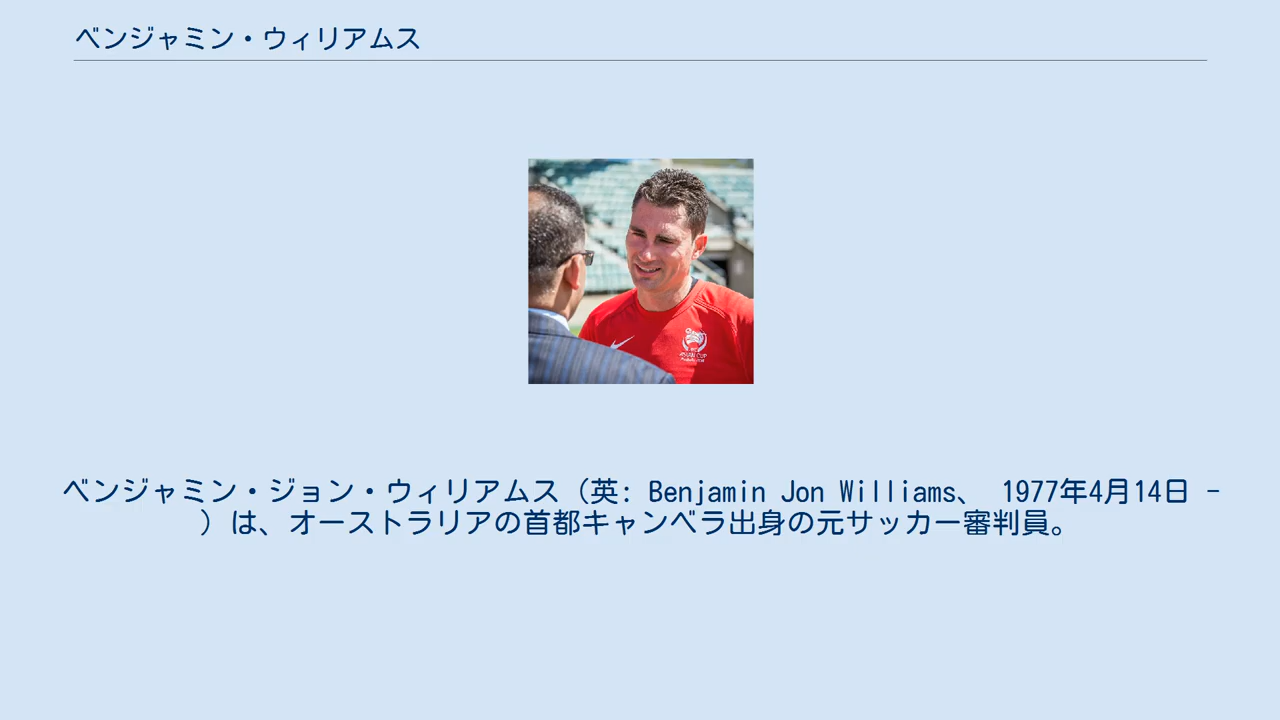 ベンジャミン・ウィリアムス
ASIAN CUP
ベンジャミン・ジョン・ウィリアムス（英: Benjamin Jon Williams、 1977年4月14日 -
）は、オーストラリアの首都キャンベラ出身の元サッカー審判員。